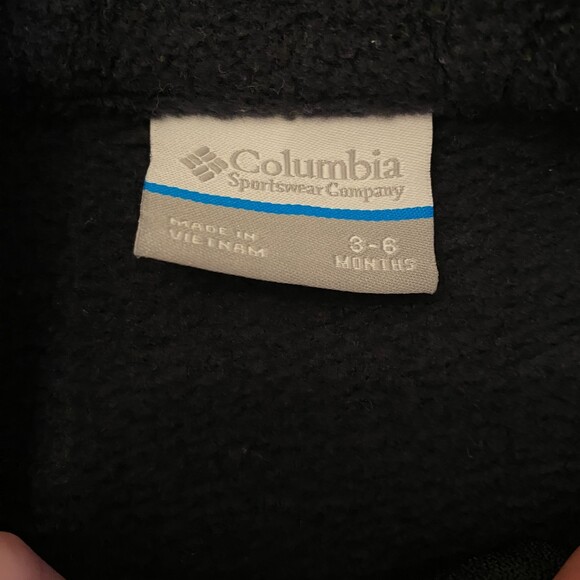 Columbia
Sportswear Company
MADE IN
VIETNAM
3-6
MONTHS